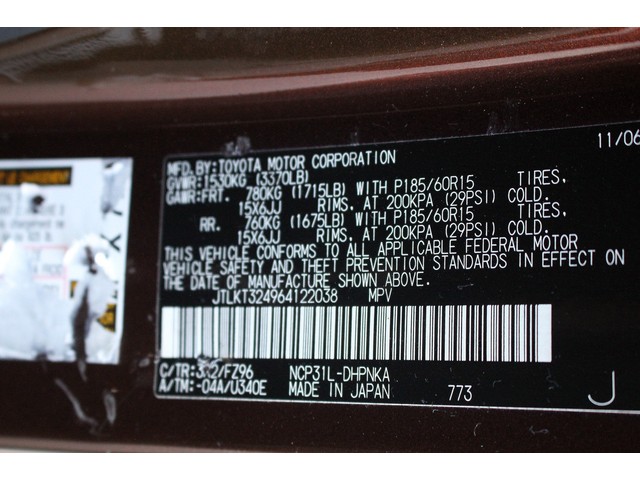 11/06
MFD. BY: TOYOTA MOTOR CORPORATION
GVWR: 1530KG (3370LB)
GAWR: FRT. 780KG (1715LB) WITH P185/60R15 TIRES,
15X6JJ RIMS, AT 200KPA (29PSI) COLD.
RR. 760KG (1675LB) WITH P185/60R15 TIRES,
15X6JJ RIMS, AT 200KPA (29PSI) COLD.
THIS VEHICLE CONFORMS TO ALL APPLICABLE FEDERAL MOTOR
VEHICLE SAFETY AND THEFT PREVENTION STANDARDS IN EFFECT ON
THE DATE OF MANUFACTURE SHOWN ABOVE.
JTLKT324964122038 MPV
C/TR: /FZ96 NCP31L-DHPNKA
A/TM: -04A/U340E MADE IN JAPAN 773 J